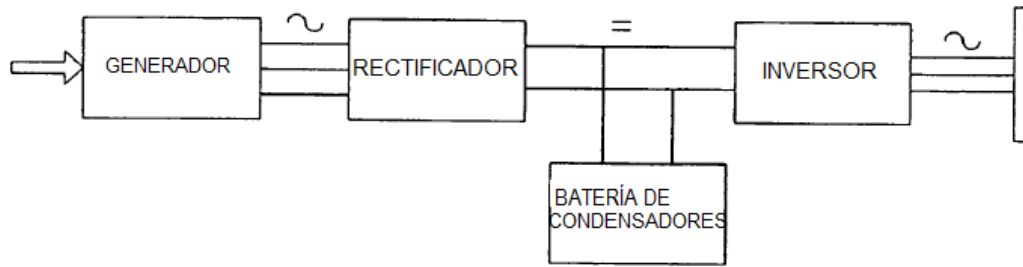 GENERADOR
RECTIFICADOR
=
INVERSOR
BATERÍA DE
CONDENSADORES